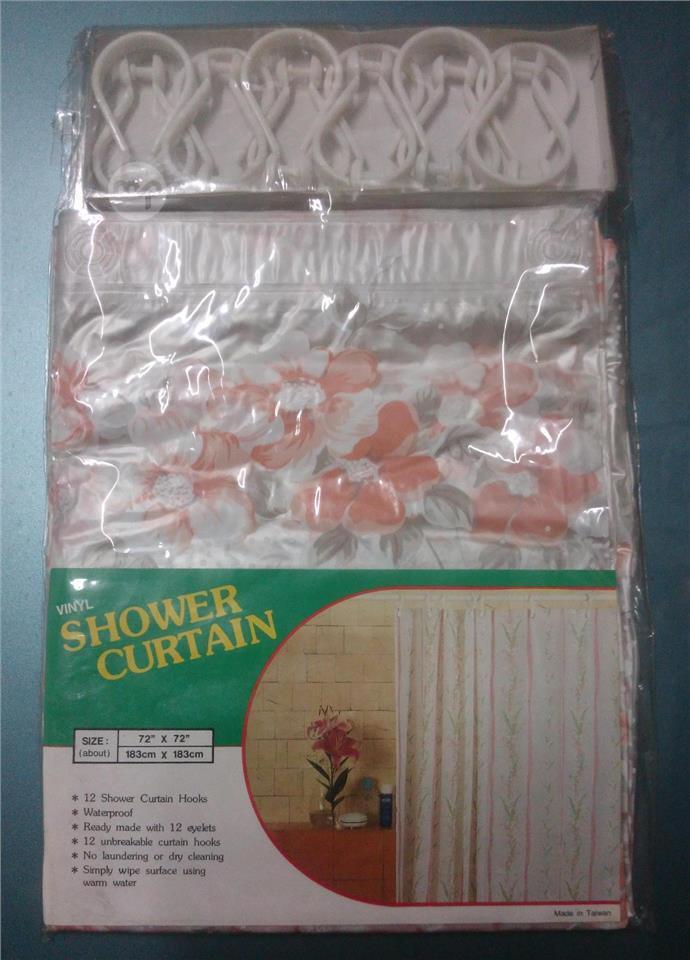 VINYL
SHOWER
CURTAIN
SIZE: 72" X 72"
(about) 183cm X 183cm
* 12 Shower Curtain Hooks
* Waterproof
* Ready made with 12 eyelets
* 12 unbreakable curtain hooks
* No laundering or dry cleaning
* Simply wipe surface using
warm water
Made in Taiwan